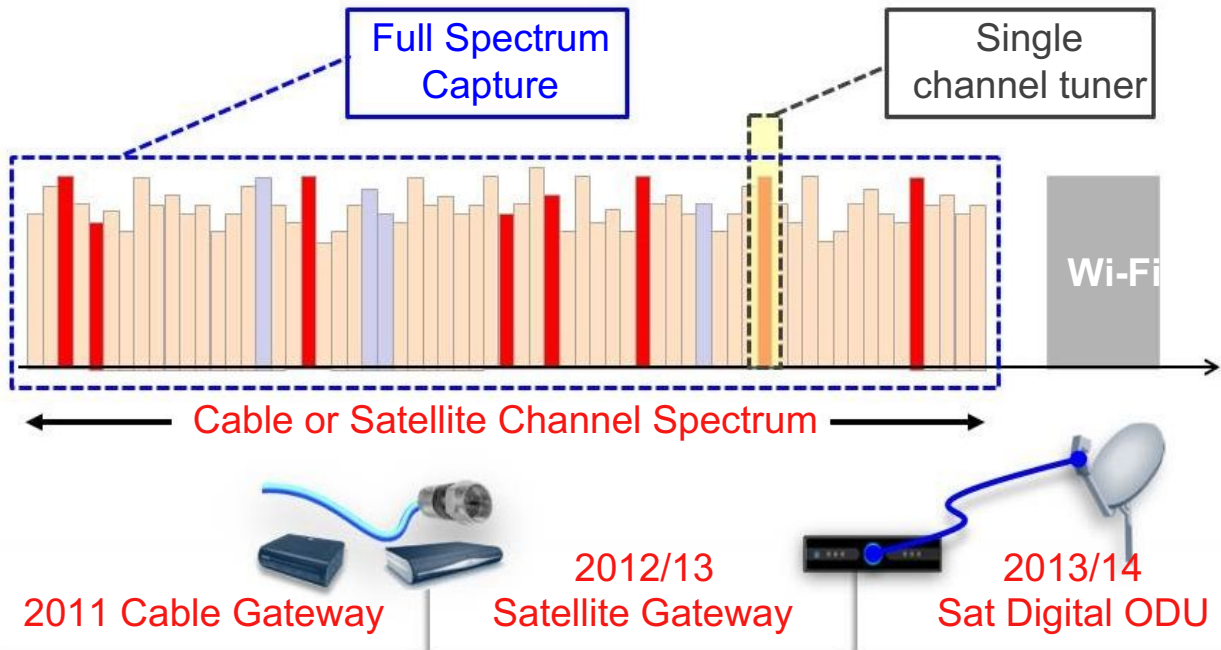 Full Spectrum
Capture
Single
channel tuner
Wi-Fi
Cable or Satellite Channel Spectrum
2011 Cable Gateway
2012/13
Satellite Gateway
2013/14
Sat Digital ODU